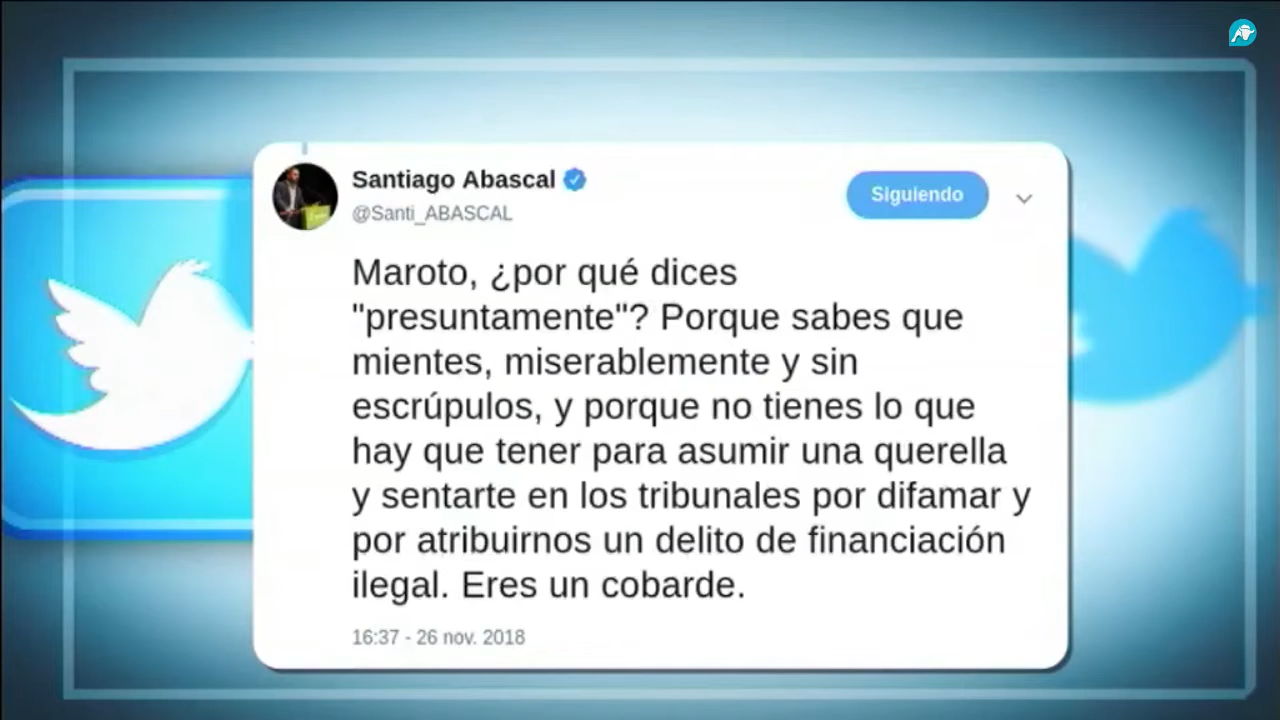 Santiago Abascal
@Santi_ABASCAL
Siguiendo
Maroto, ¿por qué dices
"presuntamente"? Porque sabes que
mientes, miserablemente y sin
escrúpulos, y porque no tienes lo que
hay que tener para asumir una querella
y sentarte en los tribunales por difamar y
por atribuirnos un delito de financiación
ilegal. Eres un cobarde.
16:37 - 26 nov. 2018